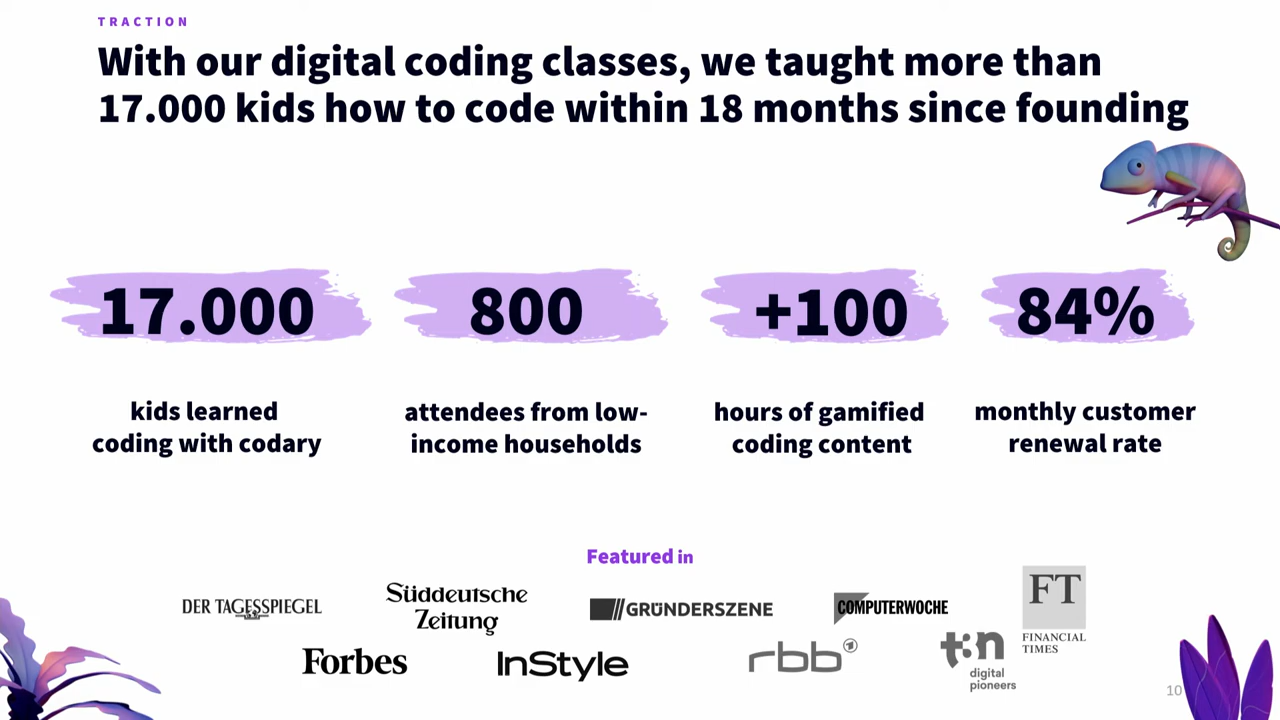 TRACTION
With our digital coding classes, we taught more than
17.000 kids how to code within 18 months since founding
17.000
800
+100
84%
kids learned
coding with codary
attendees from low-
income households
hours of gamified
coding content
monthly customer
renewal rate
Featured in
DER TAGESSPIEGEL
Süddeutsche
Zeitung
GRÜNDERSZENE
COMPUTERWOCHE
FT
FINANCIAL
TIMES
Forbes
InStyle
rbb
t3n
digital
pioneers
10